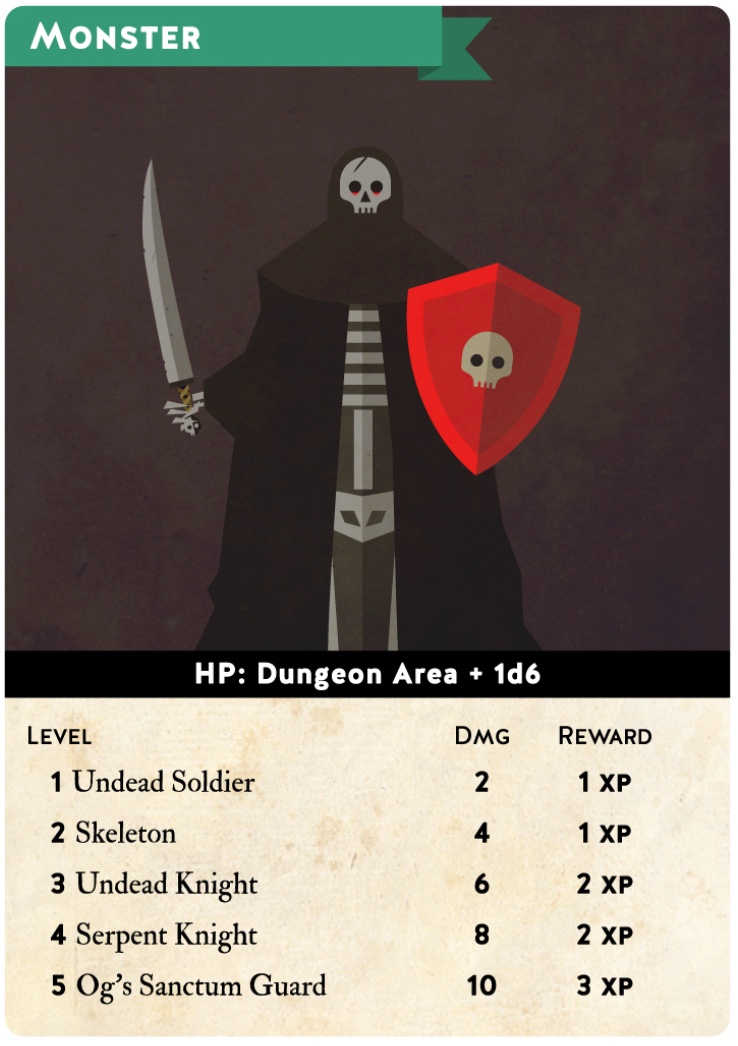 Monster
HP: Dungeon Area + 1d6
Level Dmg Reward
1 Undead Soldier 2 1 XP
2 Skeleton 4 1 XP
3 Undead Knight 6 2 XP
4 Serpent Knight 8 2 XP
5 Og's Sanctum Guard 10 3 XP